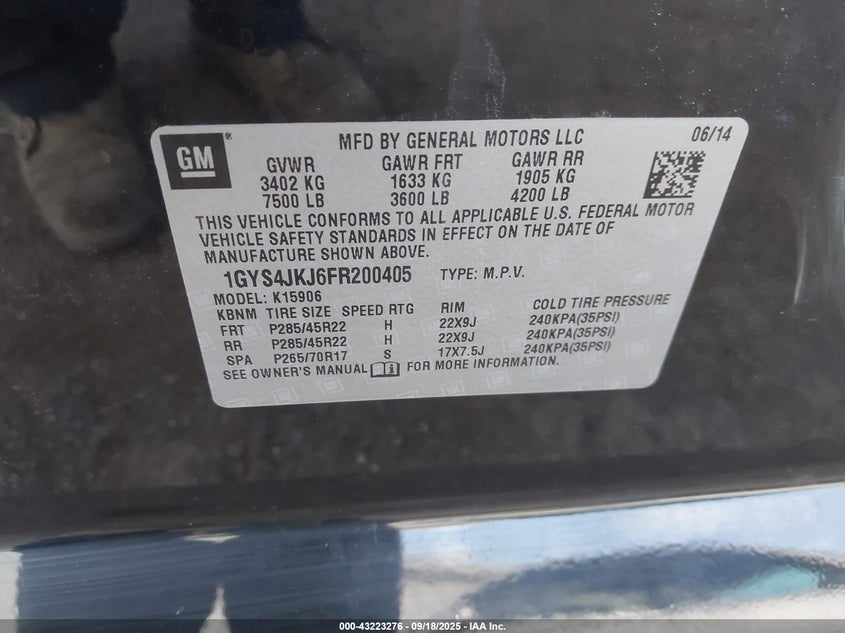 GM ®
MFD BY GENERAL MOTORS LLC 06/14
GVWR GAWR FRT GAWR RR
3402 KG 1633 KG 1905 KG
7500 LB 3600 LB 4200 LB
THIS VEHICLE CONFORMS TO ALL APPLICABLE U.S. FEDERAL MOTOR
VEHICLE SAFETY STANDARDS IN EFFECT ON THE DATE OF
MANUFACTURE SHOWN ABOVE.
1GYS4JKJ6FR200405 TYPE: M.P.V.
MODEL: K15906
KBNM TIRE SIZE SPEED RTG RIM COLD TIRE PRESSURE
FRT P285/45R22 H 22X9J 240KPA(35PSI)
RR P285/45R22 H 22X9J 240KPA(35PSI)
SPA P265/70R17 S 17X7.5J 240KPA(35PSI)
SEE OWNER'S MANUAL FOR MORE INFORMATION.
000-43223276 - 09/18/2025 - IAA Inc.